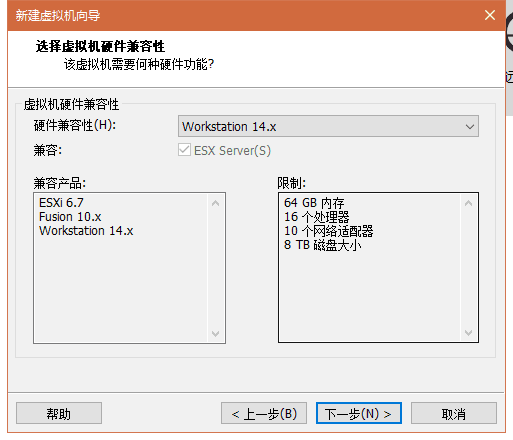 新建虚拟机向导
选择虚拟机硬件兼容性
该虚拟机需要何种硬件功能?
虚拟机硬件兼容性
硬件兼容性(H):
Workstation 14.x
兼容:
ESX Server(S)
兼容产品:
ESXi 6.7
Fusion 10.x
Workstation 14.x
限制:
64 GB 内存
16 个处理器
10 个网络适配器
8 TB 磁盘大小
帮助
< 上一步(B)
下一步(N) >
取消